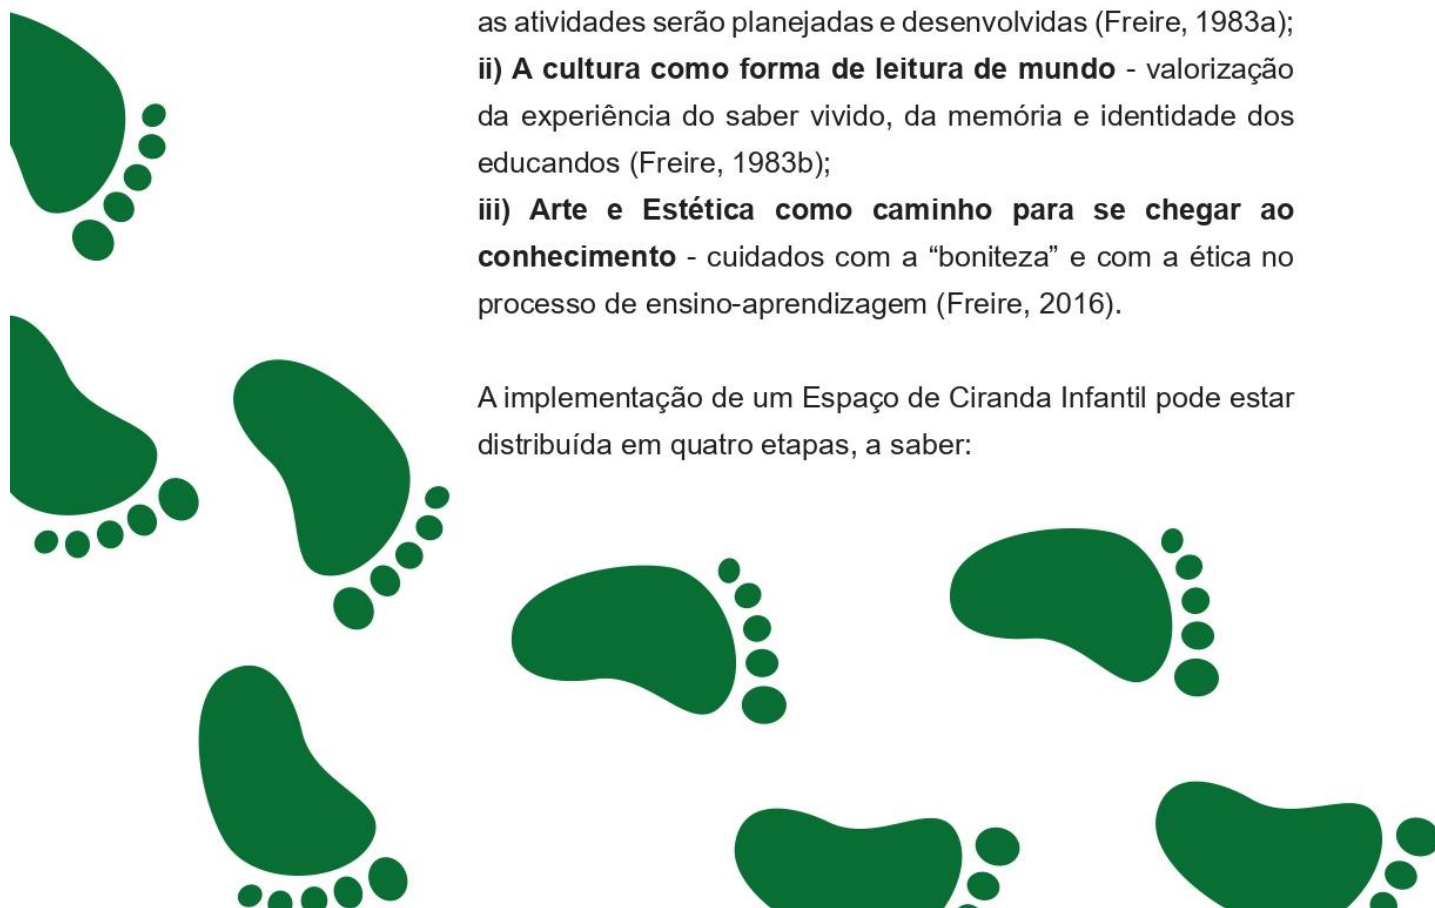 as atividades serão planejadas e desenvolvidas (Freire, 1983a);
ii) A cultura como forma de leitura de mundo - valorização
da experiência do saber vivido, da memória e identidade dos
educandos (Freire, 1983b);
iii) Arte e Estética como caminho para se chegar ao
conhecimento - cuidados com a “boniteza” e com a ética no
processo de ensino-aprendizagem (Freire, 2016).
A implementação de um Espaço de Ciranda Infantil pode estar
distribuída em quatro etapas, a saber: